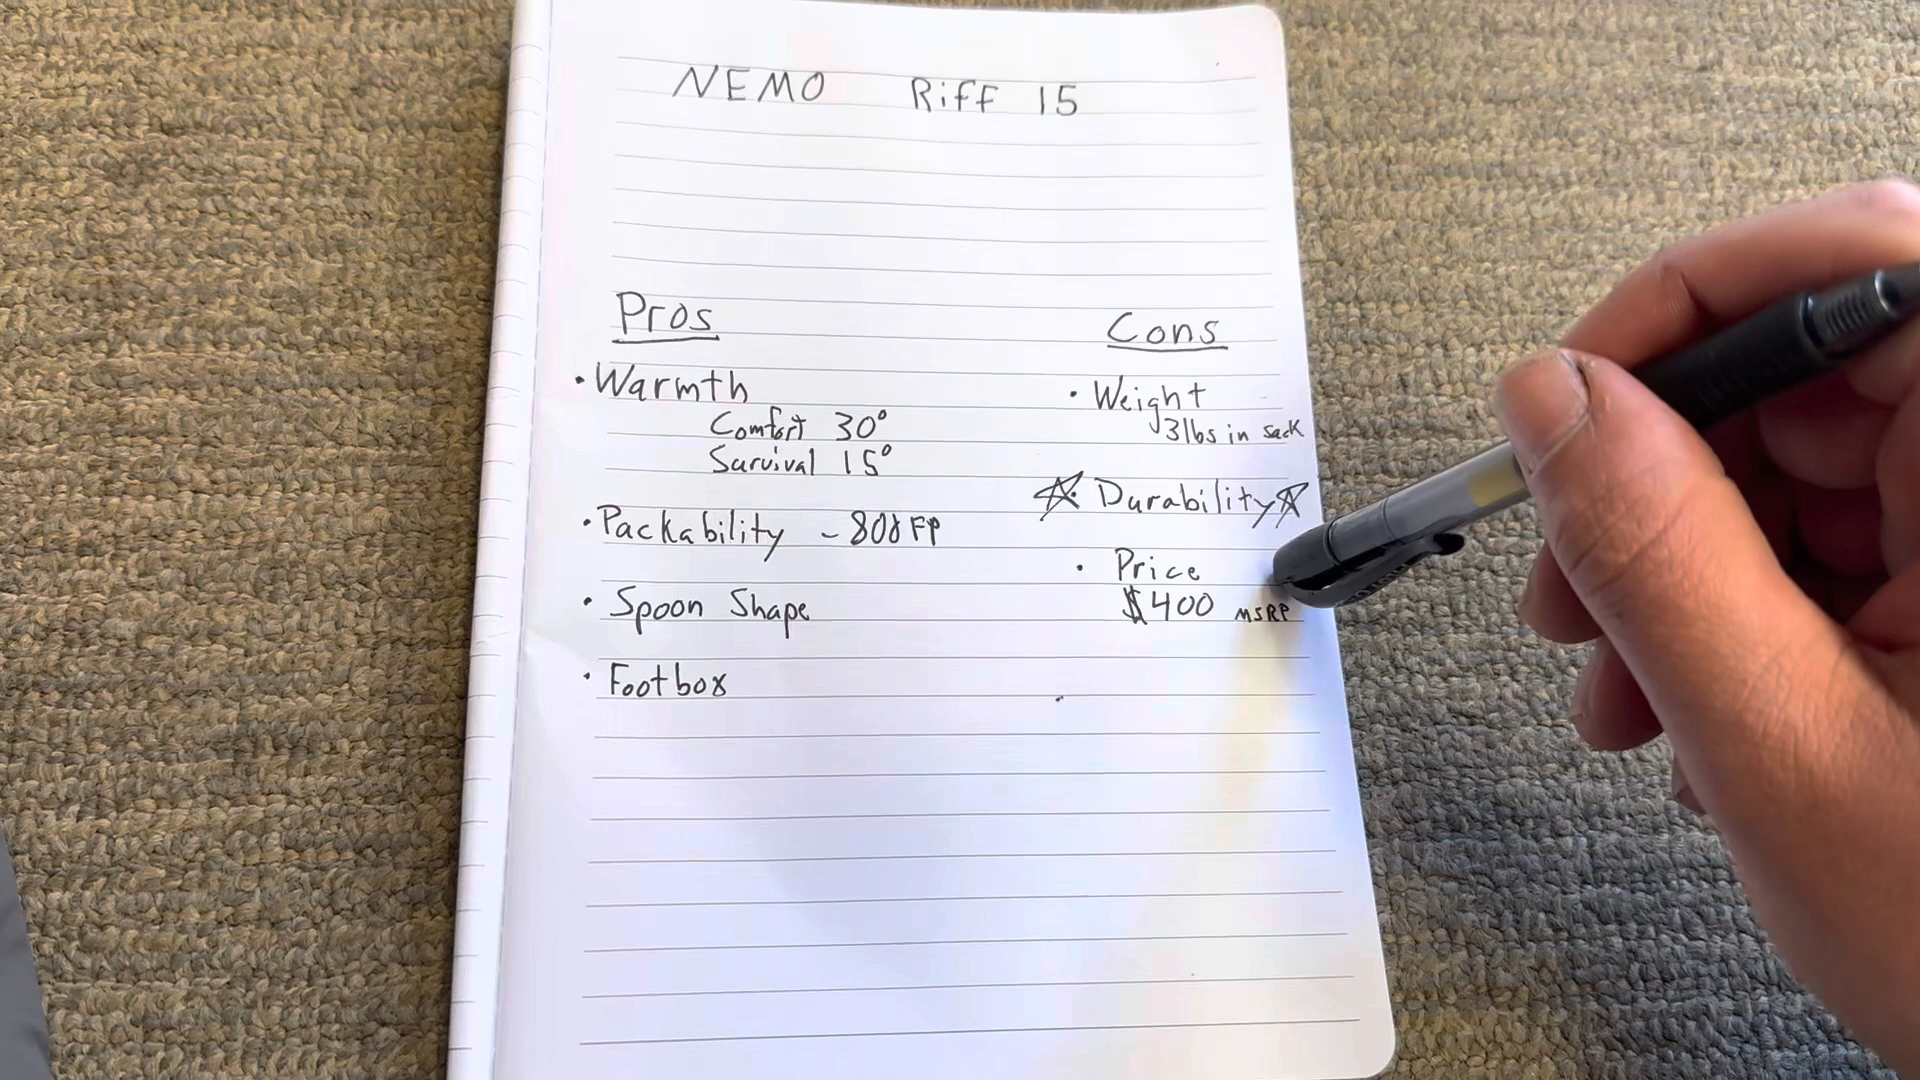 NEMO Riff 15
Pros
• Warmth
Comfort 30°
Survival 15°
• Packability - 800 FP
• Spoon Shape
• Footbox
Cons
• Weight
3lbs in sack
☆• Durability ☆
• Price
$400 MSRP